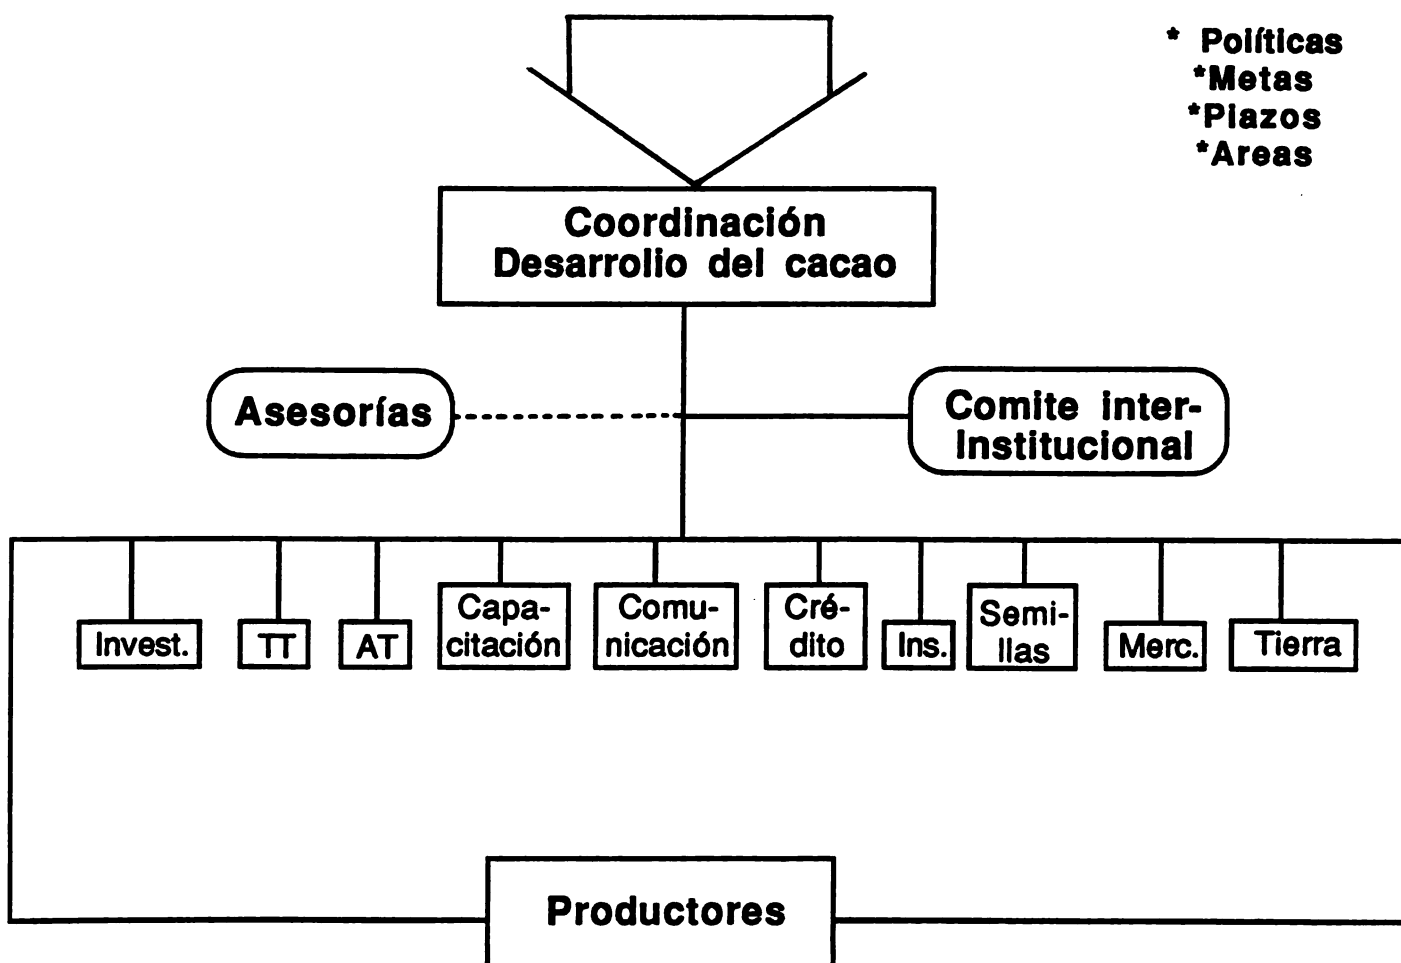 * Políticas
*Metas
*Plazos
*Areas
Coordinación
Desarrollo del cacao
Asesorías
Comite inter-
Institucional
Invest.
TT
AT
Capa-
citación
Comu-
nicación
Cré-
dito
Ins.
Semi-
llas
Merc.
Tierra
Productores